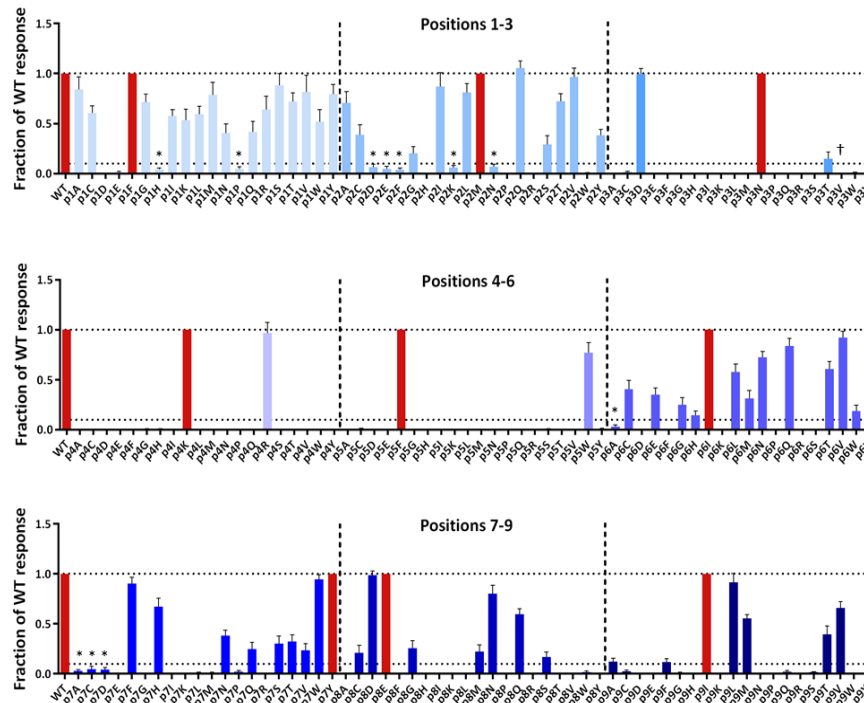 Positions 1-3
Fraction of WT response
1.5
1.0
0.5
0.0
* * * * * * * †
WT p1A p1C p1D p1E p1F p1G p1H p1I p1K p1L p1M p1N p1P p1Q p1R p1S p1T p1V p1W p1Y p2A p2C p2D p2E p2F p2G p2H p2I p2K p2L p2M p2N p2P p2Q p2R p2S p2T p2V p2W p2Y p3A p3C p3D p3E p3F p3G p3H p3I p3K p3L p3M p3N p3P p3Q p3R p3S p3T p3V p3W
Positions 4-6
Fraction of WT response
1.5
1.0
0.5
0.0
*
WT p4A p4C p4D p4E p4F p4G p4H p4I p4K p4L p4M p4N p4P p4Q p4R p4S p4T p4V p4W p4Y p5A p5C p5D p5E p5F p5G p5H p5I p5K p5L p5M p5N p5P p5Q p5R p5S p5T p5V p5W p5Y p6A p6C p6D p6E p6F p6G p6H p6I p6K p6L p6M p6N p6P p6Q p6R p6S p6T p6V p6W
Positions 7-9
Fraction of WT response
1.5
1.0
0.5
0.0
* * *
WT p7A p7C p7D p7E p7F p7G p7H p7I p7K p7L p7M p7N p7P p7Q p7R p7S p7T p7V p7W p7Y p8A p8C p8D p8E p8F p8G p8H p8I p8K p8L p8M p8N p8P p8Q p8R p8S p8T p8V p8W p8Y p9A p9C p9D p9E p9F p9G p9H p9I p9K p9L p9M p9N p9P p9Q p9R p9S p9T p9V p9W